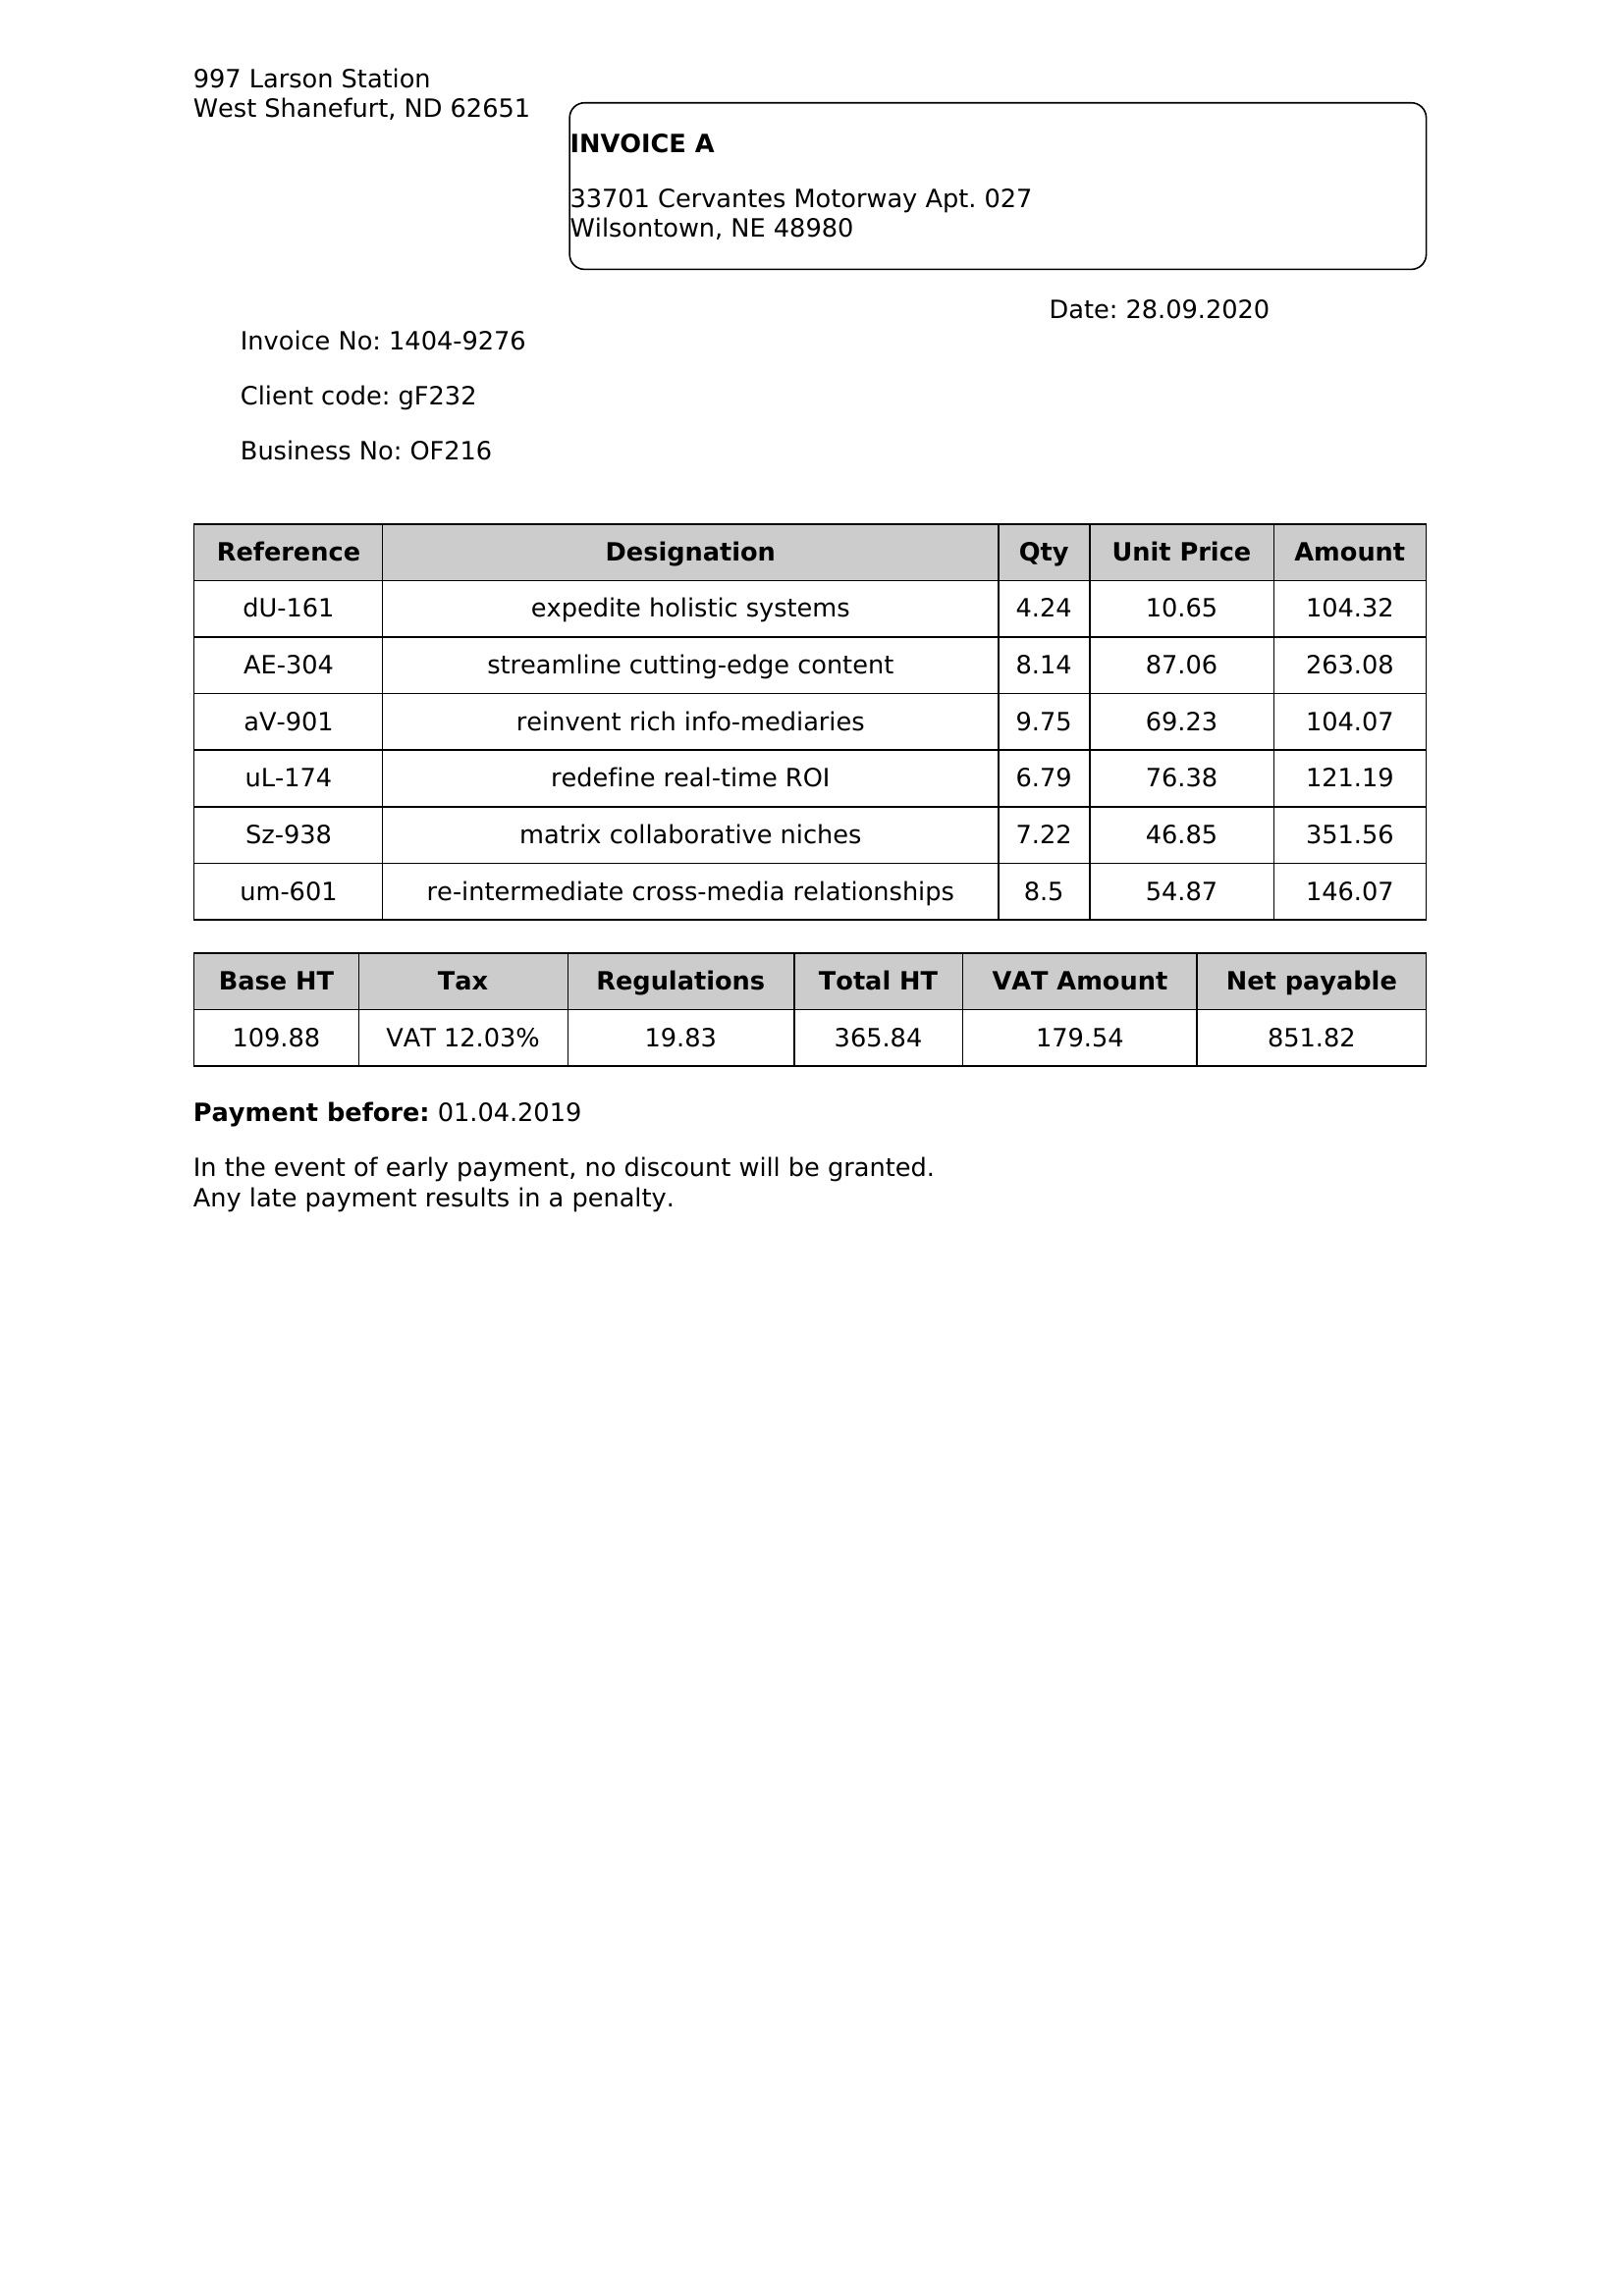 997 Larson Station
West Shanefurt, ND 62651
INVOICE A
33701 Cervantes Motorway Apt. 027
Wilsontown, NE 48980
Date: 28.09.2020
Invoice No: 1404-9276
Client code: gF232
Business No: OF216
Reference Designation Qty Unit Price Amount
dU-161 expedite holistic systems 4.24 10.65 104.32
AE-304 streamline cutting-edge content 8.14 87.06 263.08
aV-901 reinvent rich info-mediaries 9.75 69.23 104.07
uL-174 redefine real-time ROI 6.79 76.38 121.19
Sz-938 matrix collaborative niches 7.22 46.85 351.56
um-601 re-intermediate cross-media relationships 8.5 54.87 146.07
Base HT Tax Regulations Total HT VAT Amount Net payable
109.88 VAT 12.03% 19.83 365.84 179.54 851.82
Payment before: 01.04.2019
In the event of early payment, no discount will be granted.
Any late payment results in a penalty.